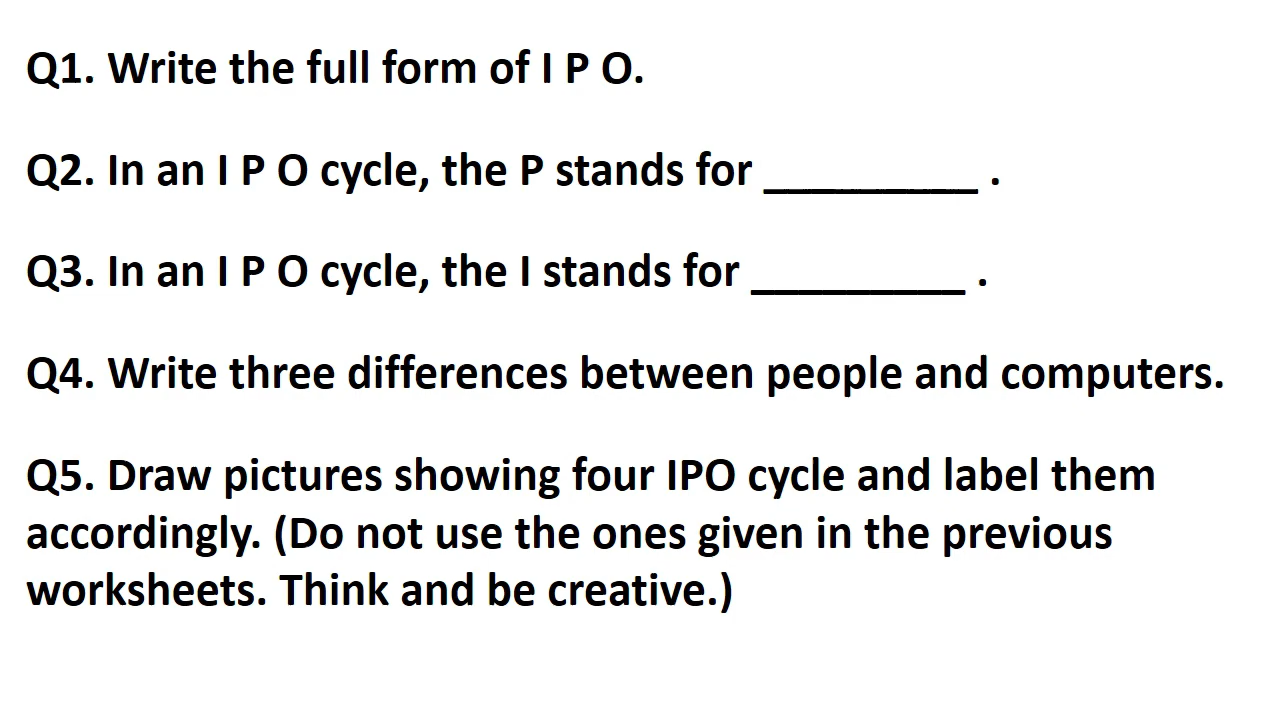 Q1. Write the full form of I P O.
Q2. In an I P O cycle, the P stands for _________ .
Q3. In an I P O cycle, the I stands for _________ .
Q4. Write three differences between people and computers.
Q5. Draw pictures showing four IPO cycle and label them
accordingly. (Do not use the ones given in the previous
worksheets. Think and be creative.)